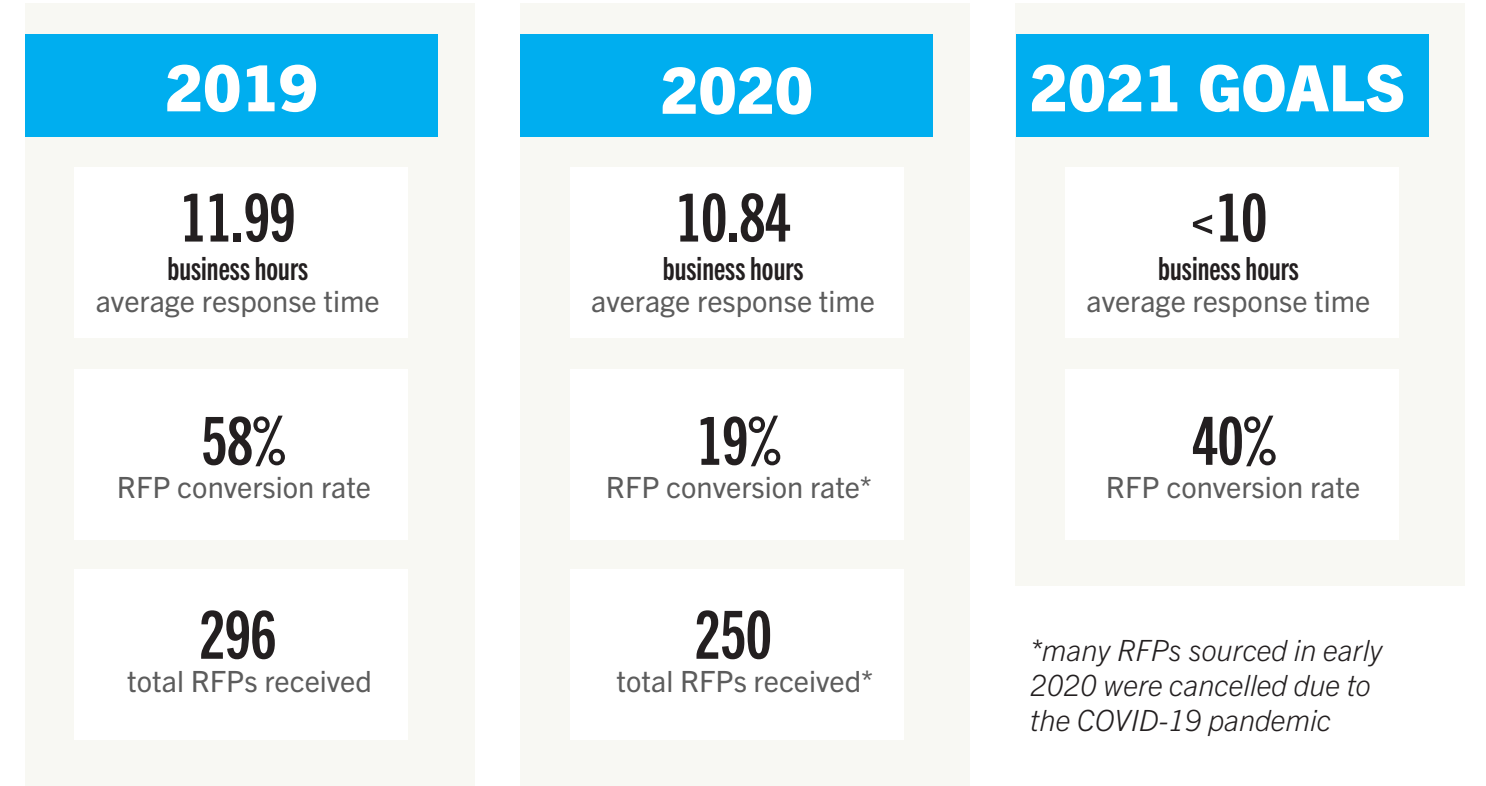 2019
11.99
business hours
average response time
58%
RFP conversion rate
296
total RFPs received
2020
10.84
business hours
average response time
19%
RFP conversion rate*
250
total RFPs received*
2021 GOALS
<10
business hours
average response time
40%
RFP conversion rate
*many RFPs sourced in early
2020 were cancelled due to
the COVID-19 pandemic